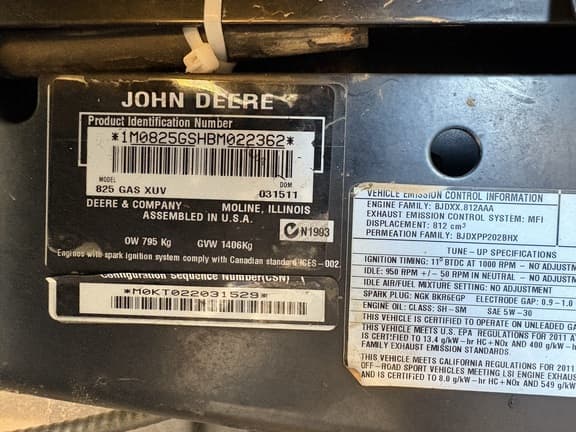 JOHN DEERE
Product Identification Number
*1M0825GSHBM022362*
MODEL DOM
825 GAS XUV 031511
DEERE & COMPANY MOLINE, ILLINOIS
ASSEMBLED IN U.S.A.
C N1993
OW 795 Kg GVW 1406Kg
Engines with spark ignition system comply with Canadian standard ICES-002.
Configuration Sequence Number(CSN)
*M0KT022031529*
VEHICLE EMISSION CONTROL INFORMATION
ENGINE FAMILY: BJDXX.812AAA
EXHAUST EMISSION CONTROL SYSTEM: MFI
DISPLACEMENT: 812 cm³
PERMEATION FAMILY: BJDXPP202BHX
TUNE-UP SPECIFICATIONS
IGNITION TIMING: 11° BTDC AT 1000 RPM - NO ADJUSTM
IDLE: 950 RPM +/- 50 RPM IN NEUTRAL - NO ADJUSTM
IDLE AIR/FUEL MIXTURE SETTING: NO ADJUSTMENT
SPARK PLUG: NGK BKR6EGP ELECTRODE GAP: 0.9-1.0
ENGINE OIL: CLASS: SH-SM SAE 5W-30
THIS VEHICLE IS CERTIFIED TO OPERATE ON UNLEADED GA
THIS VEHICLE MEETS U.S. EPA REGULATIONS FOR 2011
IS CERTIFIED TO 13.4 g/kW-hr HC+NOx AND 400 g/kW-h
FAMILY EXHAUST EMISSION STANDARDS.
THIS VEHICLE MEETS CALIFORNIA REGULATIONS FOR 2011
OFF-ROAD SPORT VEHICLES MEETING LSI ENGINE EXHAUS
AND IS CERTIFIED TO 8.0 g/kW-hr HC+NOx AND 549 g/kW